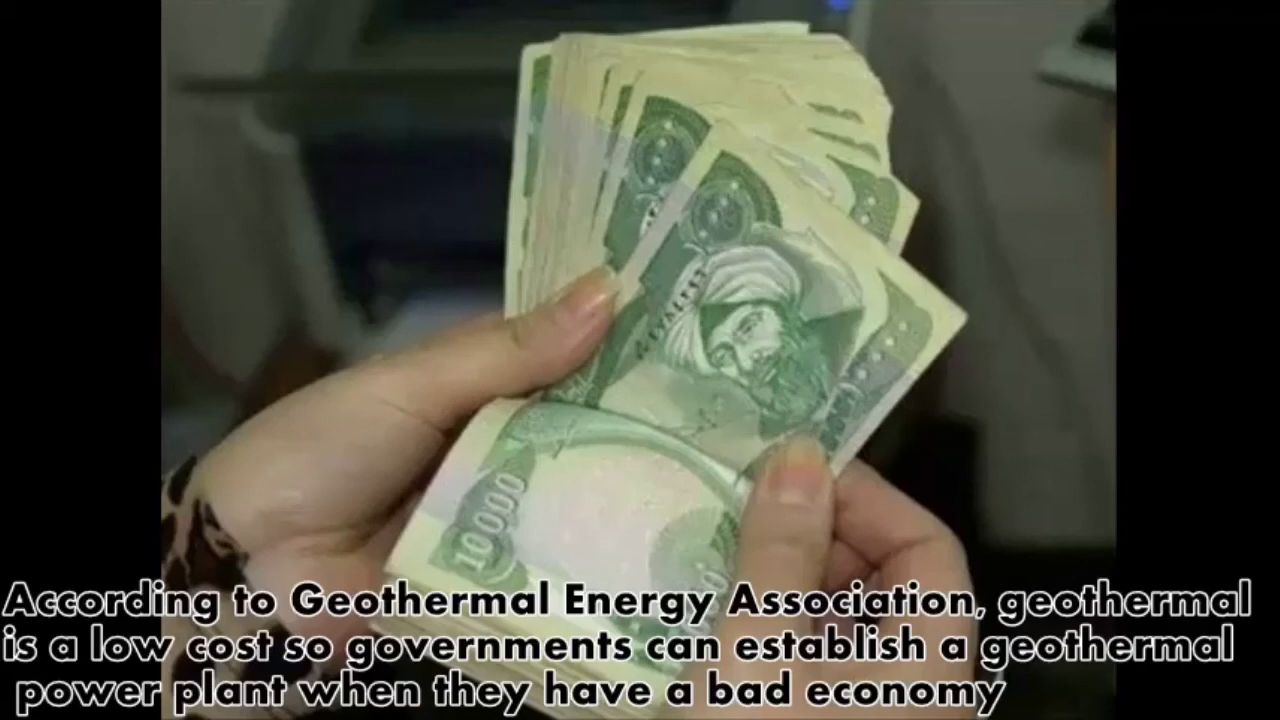 10000
According to Geothermal Energy Association, geothermal
is a low cost so governments can establish a geothermal
power plant when they have a bad economy